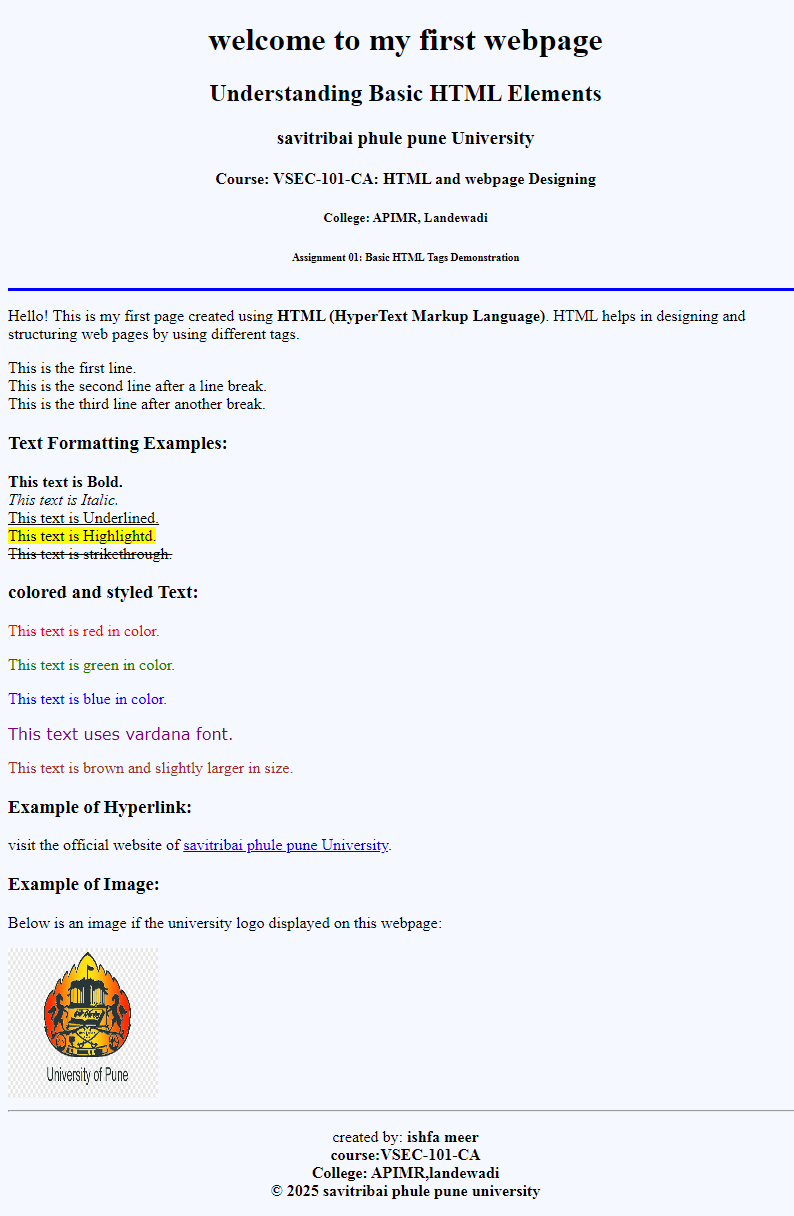 welcome to my first webpage
Understanding Basic HTML Elements
savitribai phule pune University
Course: VSEC-101-CA: HTML and webpage Designing
College: APIMR, Landewadi
Assignment 01: Basic HTML Tags Demonstration
Hello! This is my first page created using HTML (HyperText Markup Language). HTML helps in designing and
structuring web pages by using different tags.
This is the first line.
This is the second line after a line break.
This is the third line after another break.
Text Formatting Examples:
This text is Bold.
This text is Italic.
This text is Underlined.
This text is Highlightd.
This text is strikethrough.
colored and styled Text:
This text is red in color.
This text is green in color.
This text is blue in color.
This text uses vardana font.
This text is brown and slightly larger in size.
Example of Hyperlink:
visit the official website of savitribai phule pune University.
Example of Image:
Below is an image if the university logo displayed on this webpage:
University of Pune
created by: ishfa meer
course:VSEC-101-CA
College: APIMR,landewadi
© 2025 savitribai phule pune university